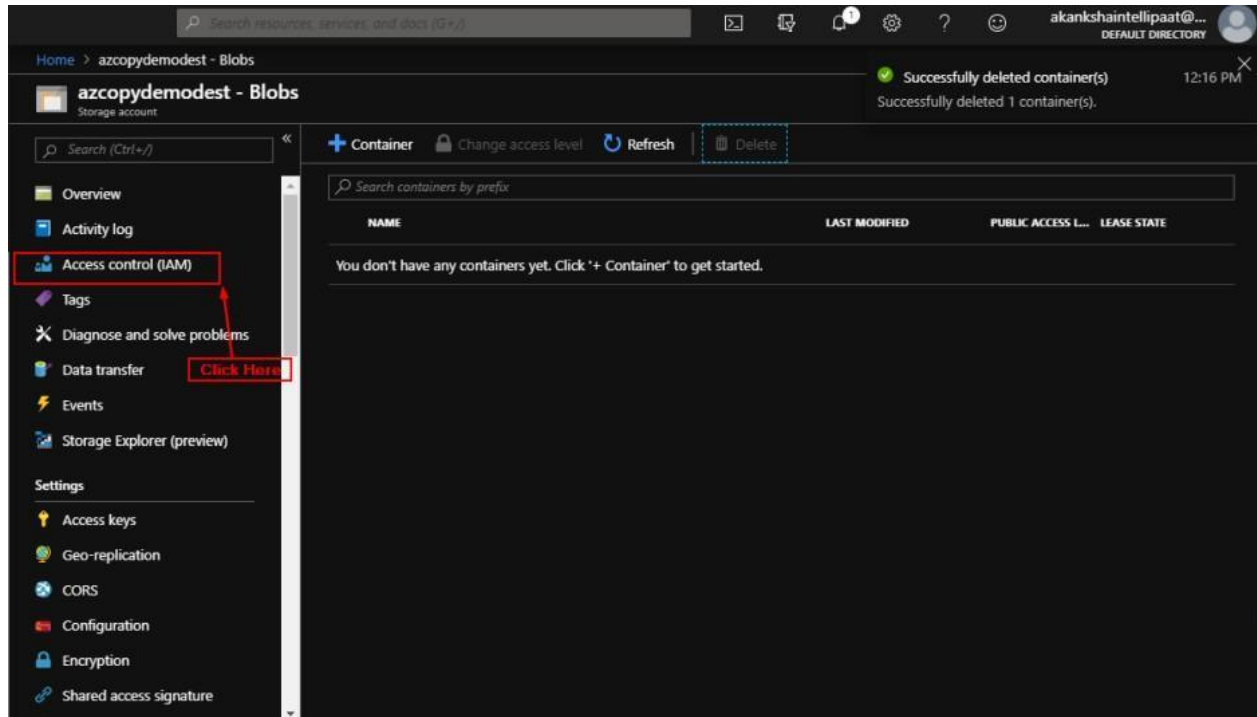 Search resources, services, and docs (G+/)
1
akankshaintellipaat@...
DEFAULT DIRECTORY
Home > azcopydemodest - Blobs
azcopydemodest - Blobs
Storage account
Successfully deleted container(s) 12:16 PM
Successfully deleted 1 container(s).
Search (Ctrl+/)
«
Overview
Activity log
Access control (IAM)
Tags
Diagnose and solve problems
Data transfer
Click Here
Events
Storage Explorer (preview)
Settings
Access keys
Geo-replication
CORS
Configuration
Encryption
Shared access signature
+ Container Change access level Refresh Delete
Search containers by prefix
NAME LAST MODIFIED PUBLIC ACCESS L... LEASE STATE
You don't have any containers yet. Click '+ Container' to get started.